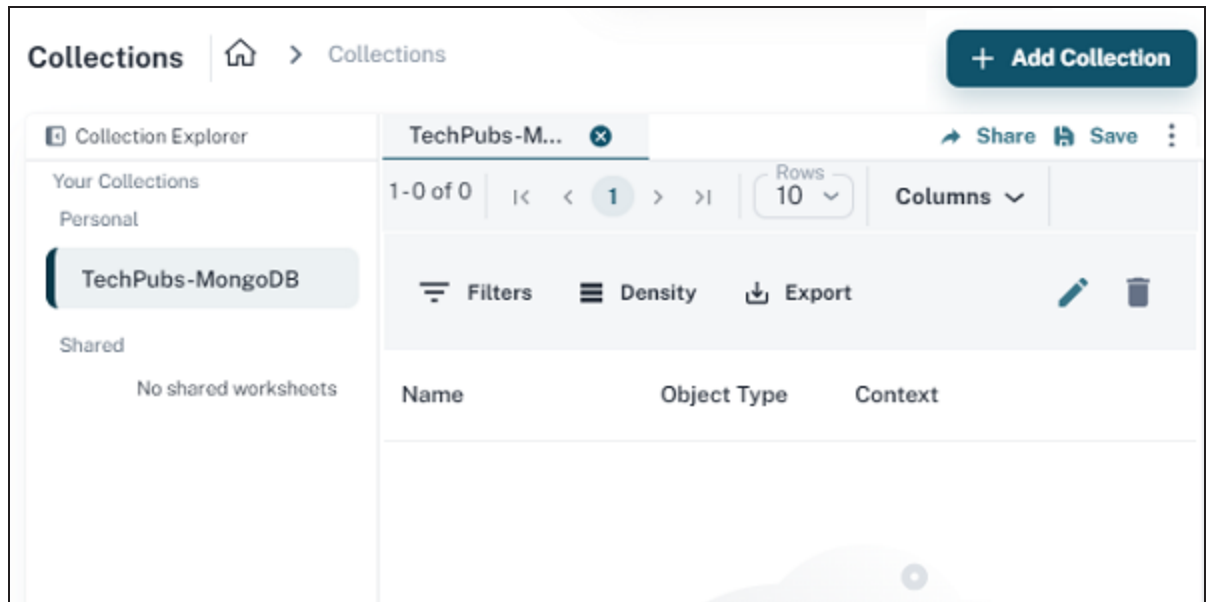 Collections
Collections
+ Add Collection
Collection Explorer
TechPubs-M...
Share
Save
Your Collections
Personal
TechPubs-MongoDB
Shared
No shared worksheets
1-0 of 0
1
Rows
10
Columns
Filters
Density
Export
Name
Object Type
Context